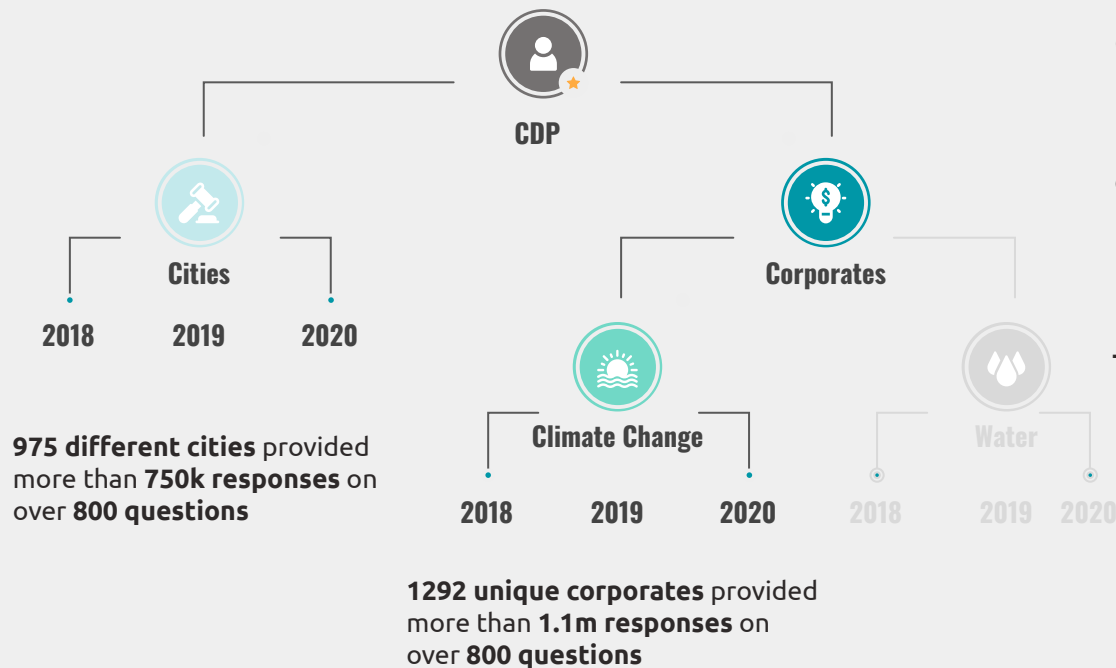 CDP
Cities
Corporates
2018 2019 2020
Climate Change
Water
975 different cities provided
more than 750k responses on
over 800 questions
2018 2019 2020
2018 2019 2020
1292 unique corporates provided
more than 1.1m responses on
over 800 questions